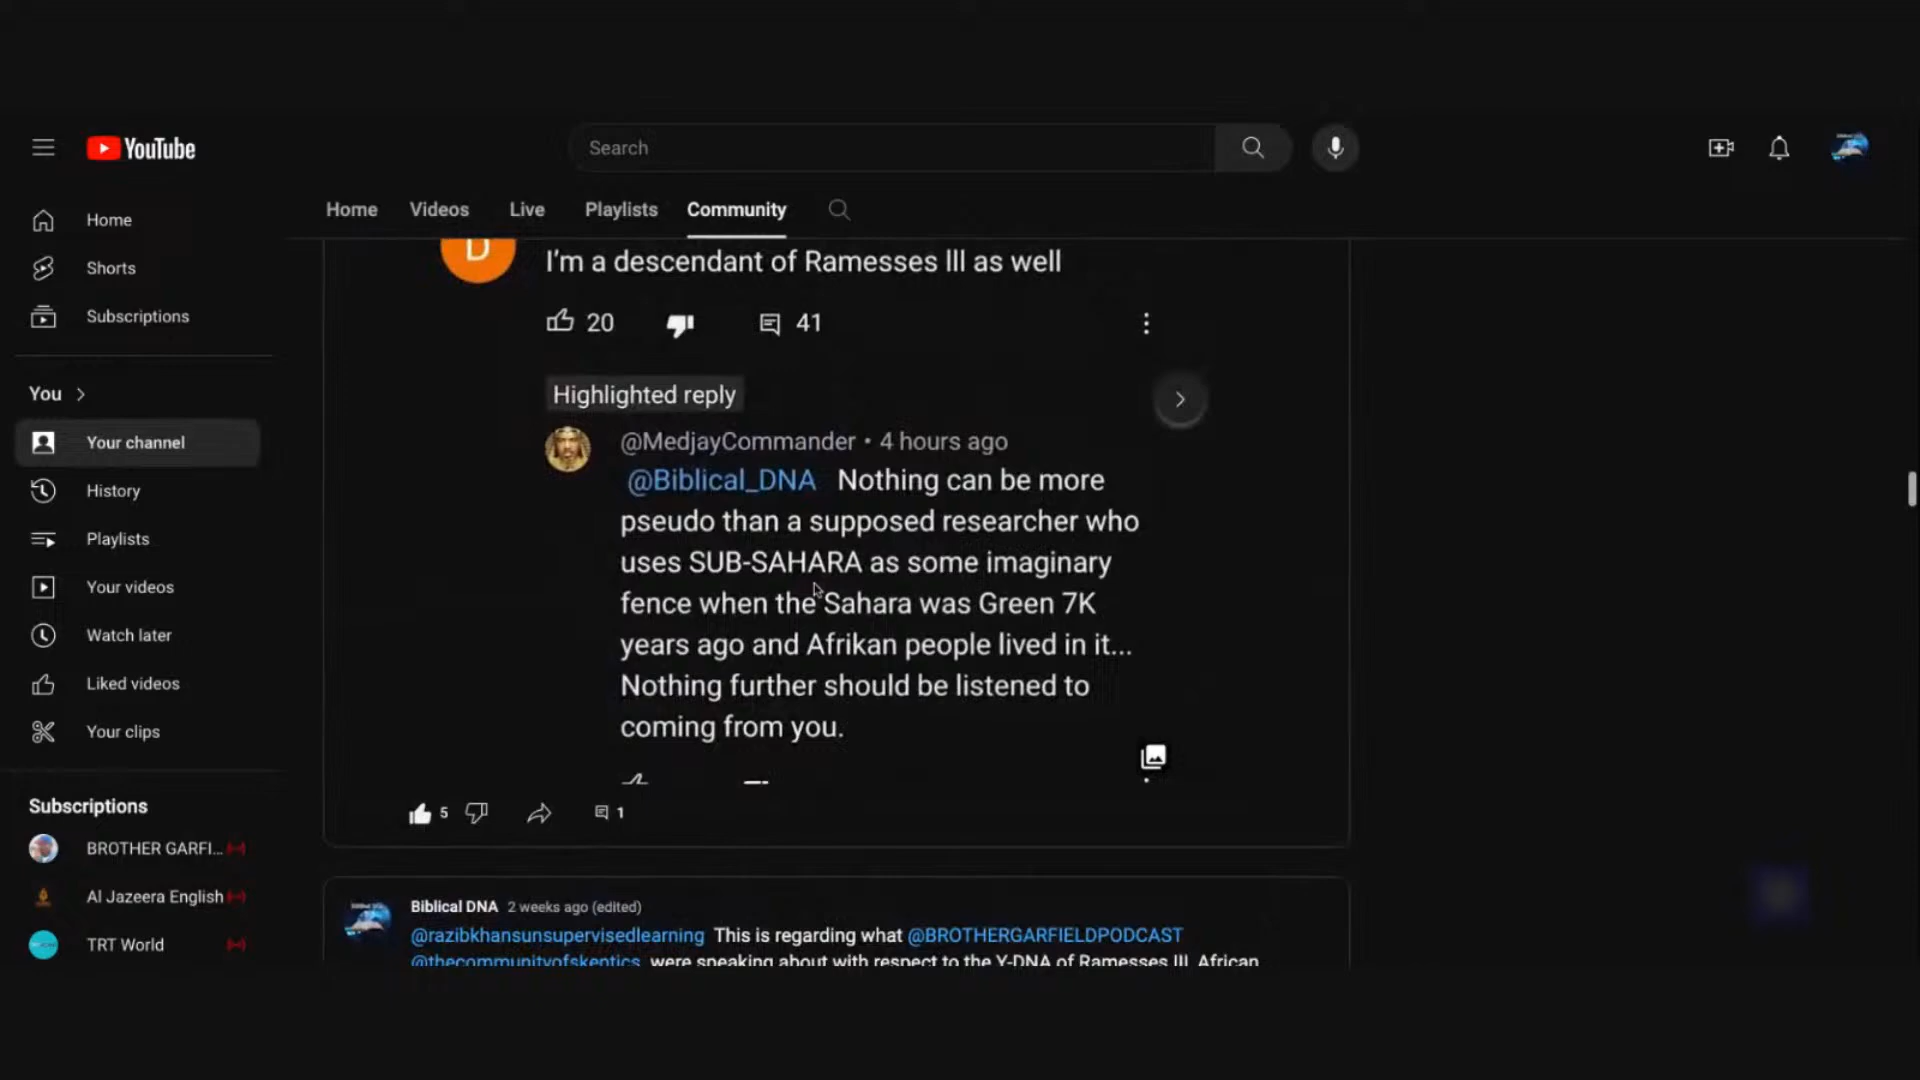 YouTube
Search
Home
Videos
Live
Playlists
Community
Home
Shorts
Subscriptions
You
Your channel
History
Playlists
Your videos
Watch later
Liked videos
Your clips
Subscriptions
BROTHER GARFI...
Al Jazeera English
TRT World
D
I'm a descendant of Ramesses lll as well
20
41
Highlighted reply
@MedjayCommander • 4 hours ago
@Biblical_DNA Nothing can be more
pseudo than a supposed researcher who
uses SUB-SAHARA as some imaginary
fence when the Sahara was Green 7K
years ago and Afrikan people lived in it...
Nothing further should be listened to
coming from you.
5
1
Biblical DNA 2 weeks ago (edited)
@razibkhansunsupervisedlearning This is regarding what @BROTHERGARFIELDPODCAST
@thecommunityofskeptics were speaking about with respect to the Y-DNA of Ramesses III. African